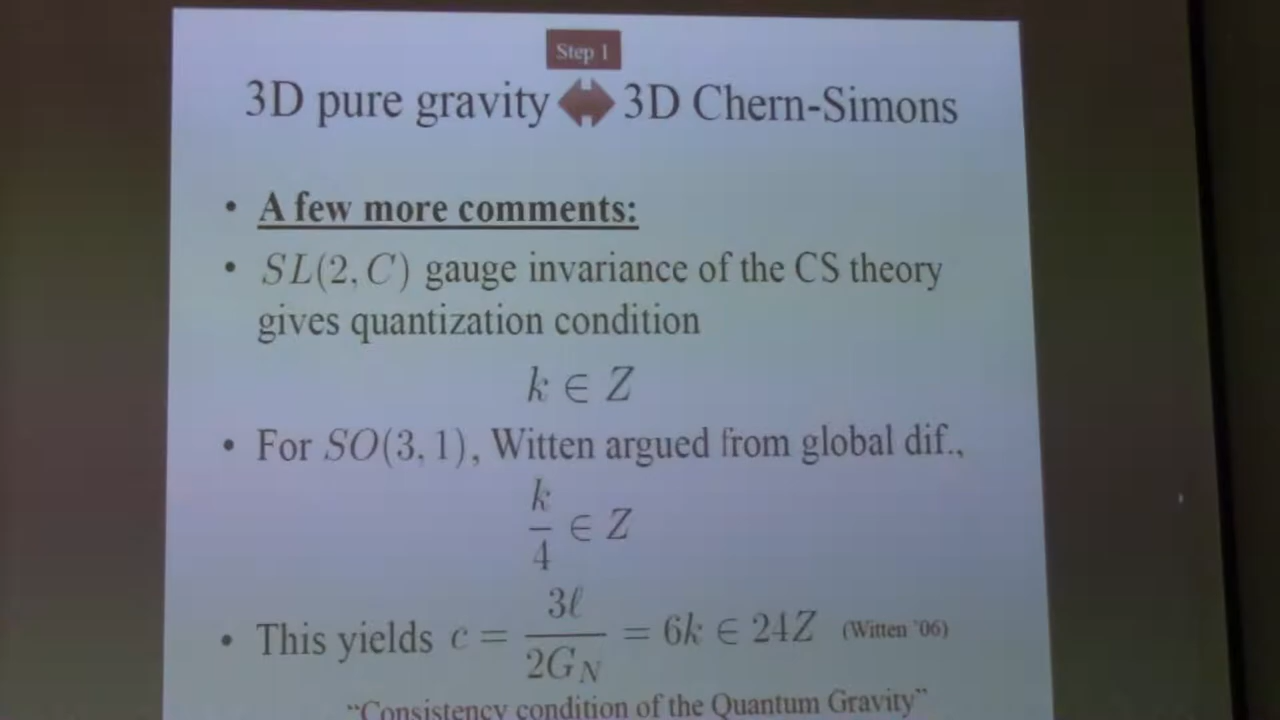 Step 1
3D pure gravity ⬌ 3D Chern-Simons
• A few more comments:
• SL(2, C) gauge invariance of the CS theory
gives quantization condition
k ∈ Z
• For SO(3, 1), Witten argued from global dif.,
k/4 ∈ Z
• This yields c = 3ℓ/2G_N = 6k ∈ 24Z (Witten '06)
“Consistency condition of the Quantum Gravity”